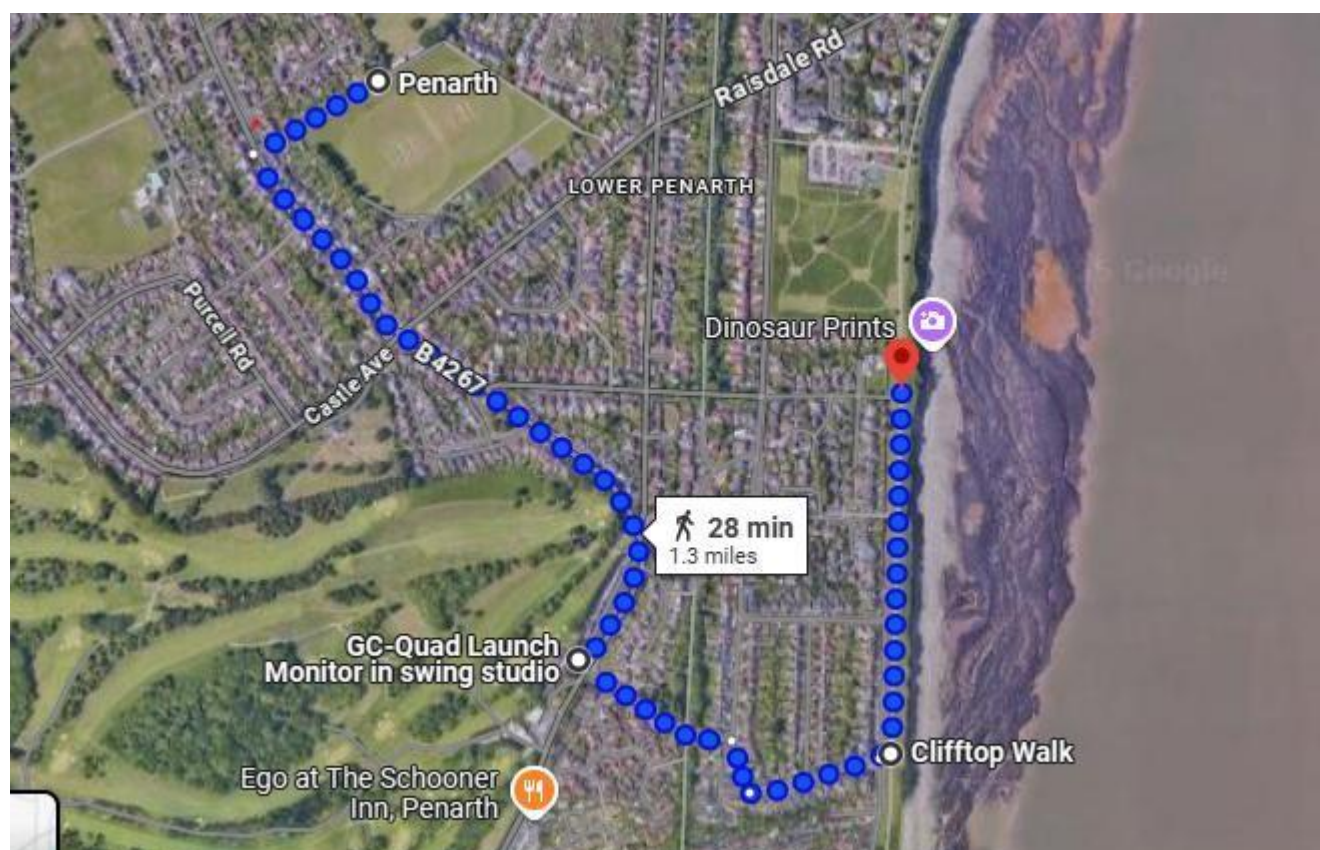 Penarth
Raisdale Rd
LOWER PENARTH
Google
Purcell Rd
Dinosaur Prints
B4267
Castle Ave
28 min
1.3 miles
GC-Quad Launch
Monitor in swing studio
Clifftop Walk
Ego at The Schooner
Inn, Penarth